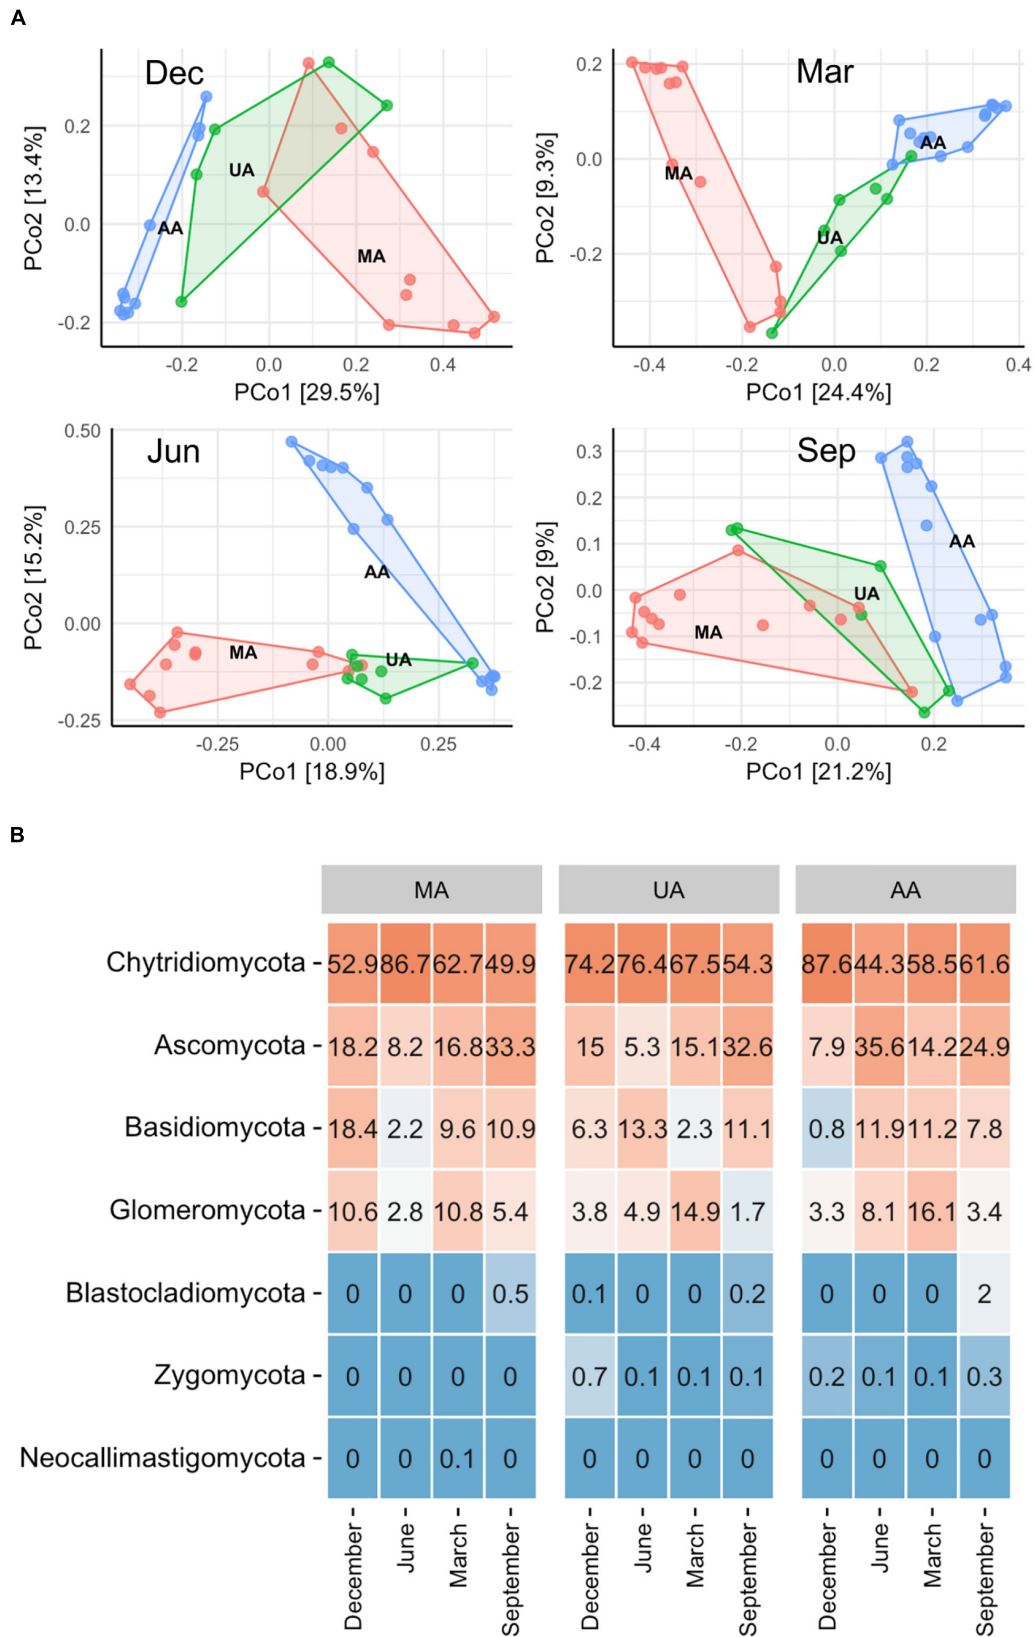 A
Dec
0.2
0.0
-0.2
PCo2 [13.4%]
AA
UA
MA
-0.2
0.0
0.2
0.4
PCo1 [29.5%]
Mar
0.2
0.0
-0.2
PCo2 [9.3%]
MA
AA
UA
-0.4
-0.2
0.0
0.2
0.4
PCo1 [24.4%]
Jun
0.50
0.25
0.00
-0.25
PCo2 [15.2%]
AA
MA
UA
-0.25
0.00
0.25
PCo1 [18.9%]
Sep
0.3
0.2
0.1
0.0
-0.1
-0.2
PCo2 [9%]
AA
UA
MA
-0.4
-0.2
0.0
0.2
PCo1 [21.2%]
B
MA UA AA
Chytridiomycota 52.9 86.7 62.7 49.9 74.2 76.4 67.5 54.3 87.6 44.3 58.5 61.6
Ascomycota 18.2 8.2 16.8 33.3 15 5.3 15.1 32.6 7.9 35.6 14.2 24.9
Basidiomycota 18.4 2.2 9.6 10.9 6.3 13.3 2.3 11.1 0.8 11.9 11.2 7.8
Glomeromycota 10.6 2.8 10.8 5.4 3.8 4.9 14.9 1.7 3.3 8.1 16.1 3.4
Blastocladiomycota 0 0 0 0.5 0.1 0 0 0.2 0 0 0 2
Zygomycota 0 0 0 0 0.7 0.1 0.1 0.1 0.2 0.1 0.1 0.3
Neocallimastigomycota 0 0 0.1 0 0 0 0 0 0 0 0 0
December June March September December June March September December June March September